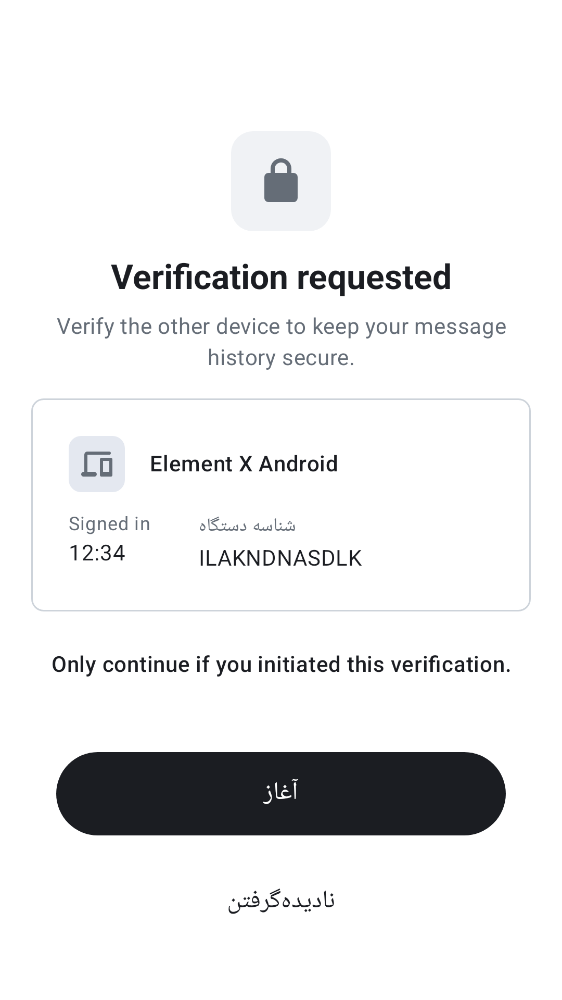 Verification requested
Verify the other device to keep your message
history secure.
Element X Android
Signed in
12:34
شناسه دستگاه
ILAKNDNASDLK
Only continue if you initiated this verification.
آغاز
نادیده‌گرفتن